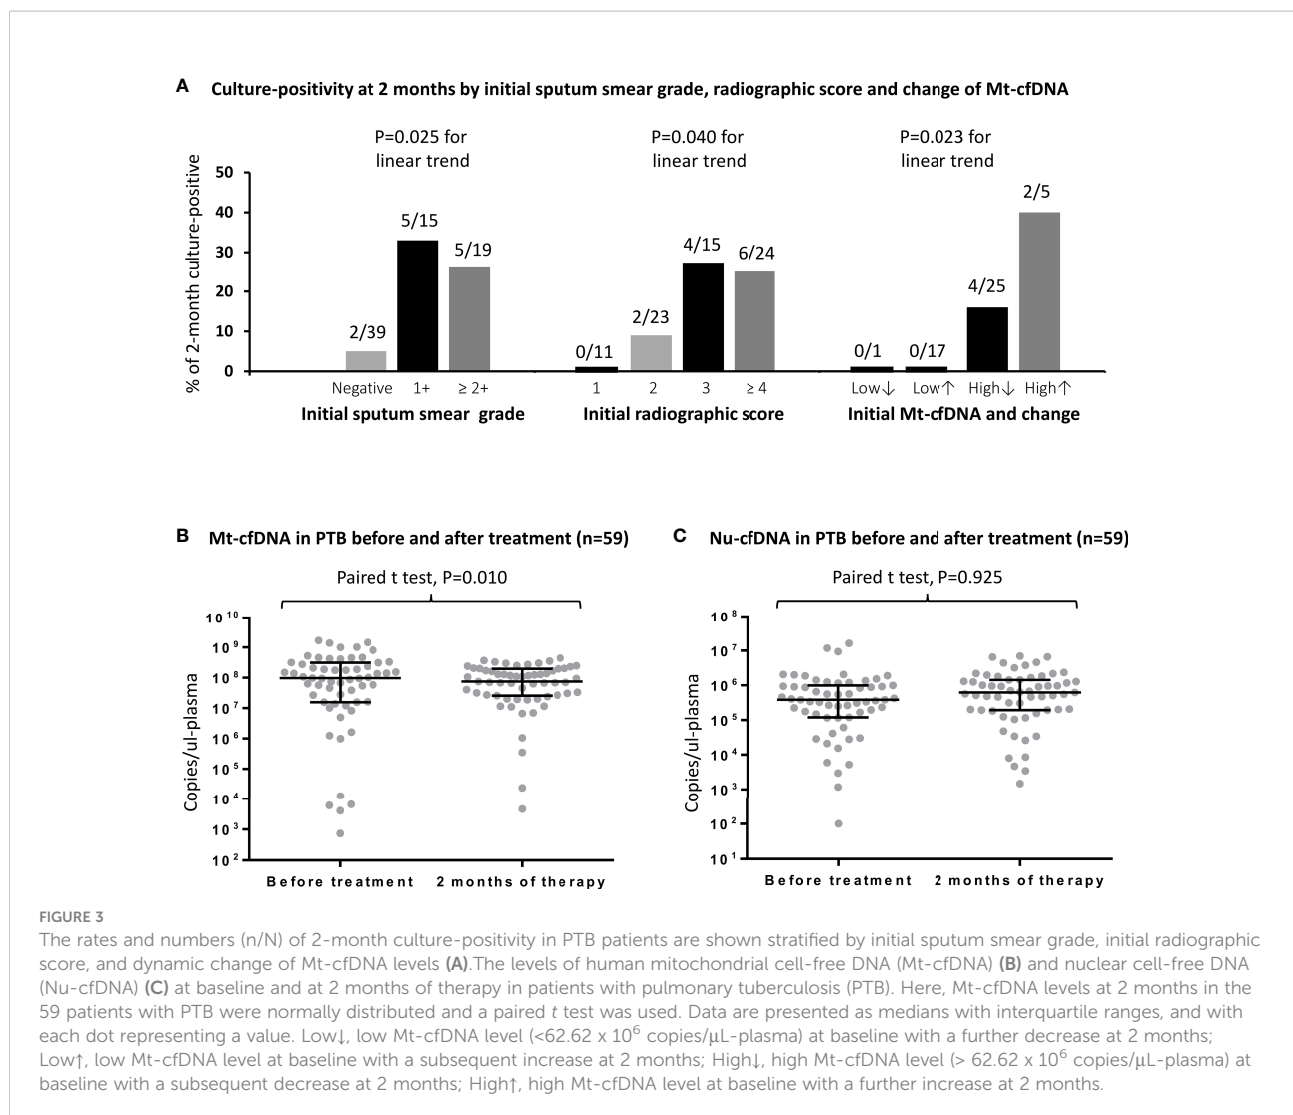 A Culture-positivity at 2 months by initial sputum smear grade, radiographic score and change of Mt-cfDNA
P=0.025 for
linear trend
P=0.040 for
linear trend
P=0.023 for
linear trend
% of 2-month culture-positive
50
40
30
20
10
0
2/39
5/15
5/19
0/11
2/23
4/15
6/24
0/1
0/17
4/25
2/5
Negative 1+ ≥ 2+
1 2 3 ≥ 4
Low↓ Low↑ High↓ High↑
Initial sputum smear grade
Initial radiographic score
Initial Mt-cfDNA and change
B Mt-cfDNA in PTB before and after treatment (n=59)
Paired t test, P=0.010
Copies/ul-plasma
10^10
10^9
10^8
10^7
10^6
10^5
10^4
10^3
10^2
Before treatment 2 months of therapy
C Nu-cfDNA in PTB before and after treatment (n=59)
Paired t test, P=0.925
Copies/ul-plasma
10^8
10^7
10^6
10^5
10^4
10^3
10^2
10^1
Before treatment 2 months of therapy
FIGURE 3
The rates and numbers (n/N) of 2-month culture-positivity in PTB patients are shown stratified by initial sputum smear grade, initial radiographic
score, and dynamic change of Mt-cfDNA levels (A).The levels of human mitochondrial cell-free DNA (Mt-cfDNA) (B) and nuclear cell-free DNA
(Nu-cfDNA) (C) at baseline and at 2 months of therapy in patients with pulmonary tuberculosis (PTB). Here, Mt-cfDNA levels at 2 months in the
59 patients with PTB were normally distributed and a paired t test was used. Data are presented as medians with interquartile ranges, and with
each dot representing a value. Low↓, low Mt-cfDNA level (<62.62 x 10^6 copies/μL-plasma) at baseline with a further decrease at 2 months;
Low↑, low Mt-cfDNA level at baseline with a subsequent increase at 2 months; High↓, high Mt-cfDNA level (> 62.62 x 10^6 copies/μL-plasma) at
baseline with a subsequent decrease at 2 months; High↑, high Mt-cfDNA level at baseline with a further increase at 2 months.